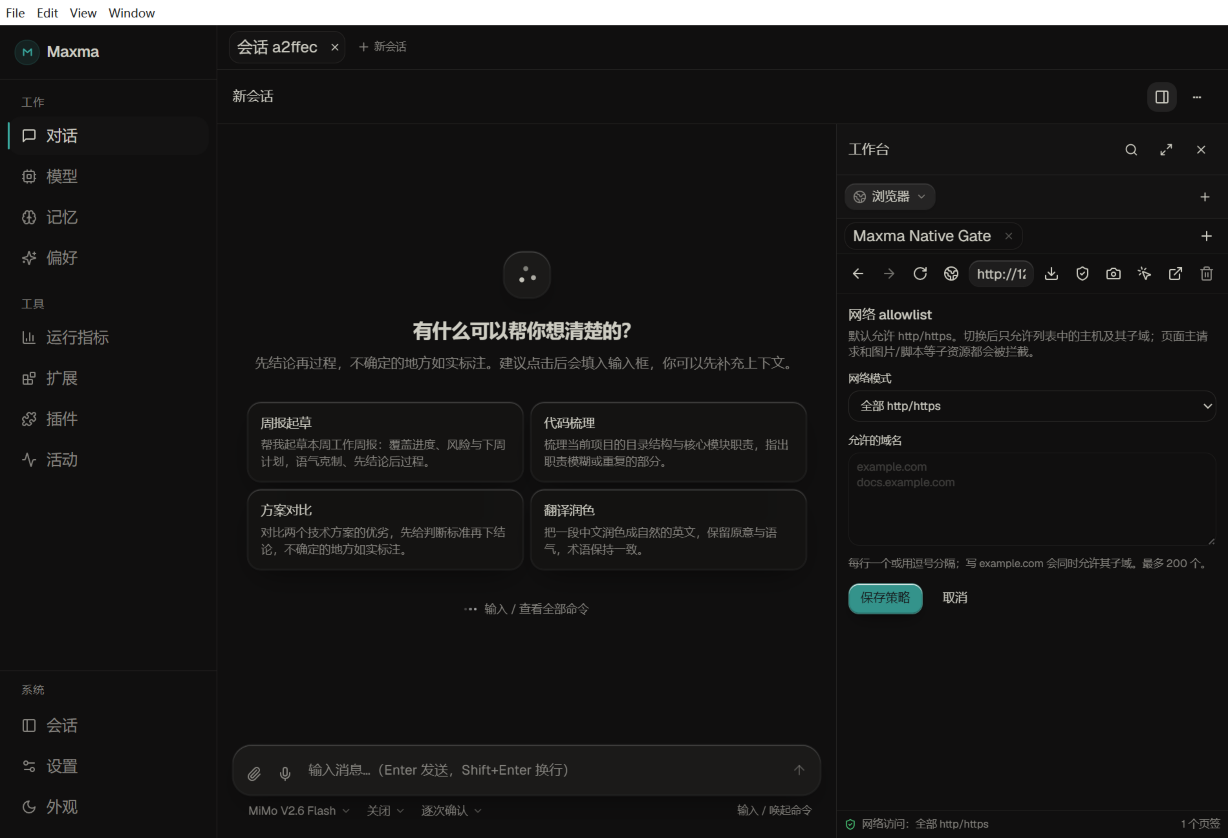 File Edit View Window
M Maxma
会话 a2ffec × + 新会话
新会话
工作
对话
模型
记忆
偏好
工具
运行指标
扩展
插件
活动
系统
会话
设置
外观
有什么可以帮你想清楚的?
先结论再过程，不确定的地方如实标注。建议点击后会填入输入框，你可以先补充上下文。
周报起草
帮我起草本周工作周报：覆盖进度、风险与下周
计划，语气克制、先结论后过程。
代码梳理
梳理当前项目的目录结构与核心模块职责，指出
职责模糊或重复的部分。
方案对比
对比两个技术方案的优劣，先给判断标准再下结
论，不确定的地方如实标注。
翻译润色
把一段中文润色成自然的英文，保留原意与语
气，术语保持一致。
输入 / 查看全部命令
输入消息...（Enter 发送，Shift+Enter 换行）
MiMo V2.6 Flash 关闭 逐次确认 输入 / 唤起命令
工作台
浏览器
Maxma Native Gate
http://12
网络 allowlist
默认允许 http/https。切换后只允许列表中的主机及其子域；页面主请
求和图片/脚本等子资源都会被拦截。
网络模式
全部 http/https
允许的域名
example.com
docs.example.com
每行一个或用逗号分隔；写 example.com 会同时允许其子域。最多 200 个。
保存策略 取消
网络访问：全部 http/https 1 个页签